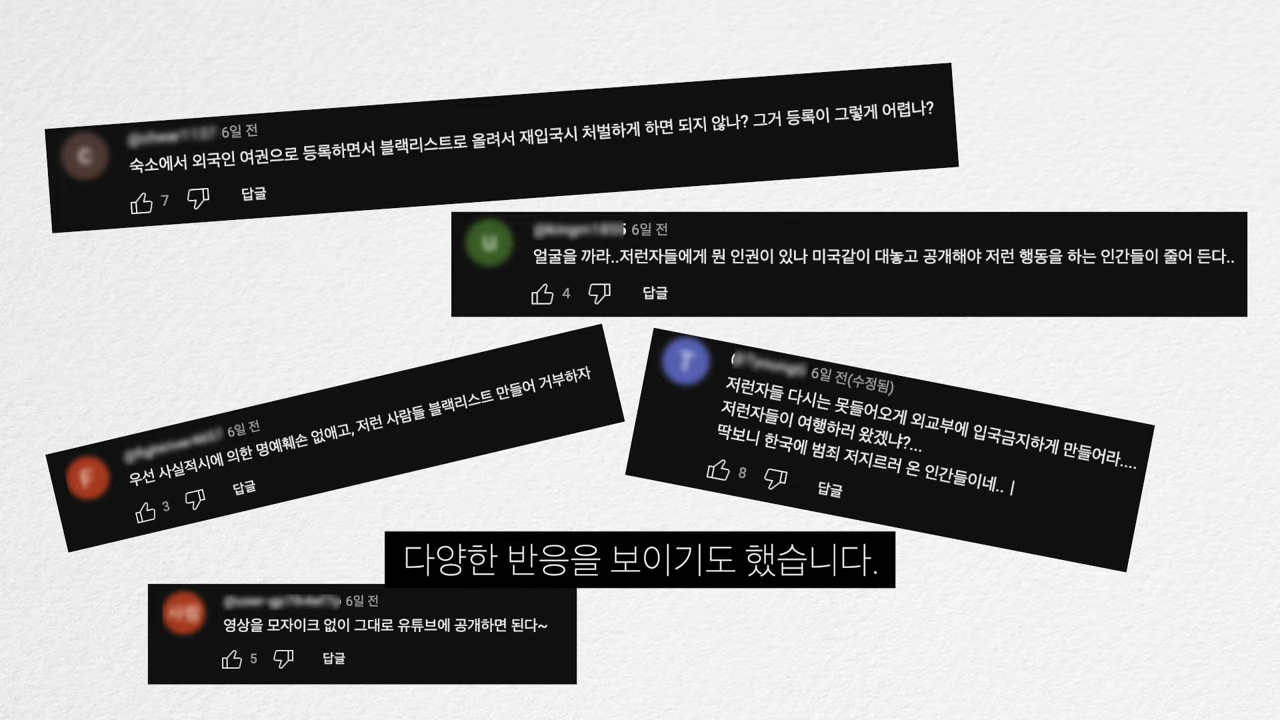 C
6일 전
숙소에서 외국인 여권으로 등록하면서 블랙리스트로 올려서 재입국시 처벌하게 하면 되지 않나? 그거 등록이 그렇게 어렵나?
7 답글
U
6일 전
얼굴을 까라..저런자들에게 뭔 인권이 있나 미국같이 대놓고 공개해야 저런 행동을 하는 인간들이 줄어 든다..
4 답글
F
6일 전
우선 사실적시에 의한 명예훼손 없애고, 저런 사람들 블랙리스트 만들어 거부하자
3 답글
T
6일 전(수정됨)
저런자들 다시는 못들어오게 외교부에 입국금지하게 만들어라....
저런자들이 여행하러 왔겠냐?...
딱보니 한국에 범죄 저지르러 온 인간들이네..ㅣ
8 답글
다양한 반응을 보이기도 했습니다.
6일 전
영상을 모자이크 없이 그대로 유튜브에 공개하면 된다~
5 답글